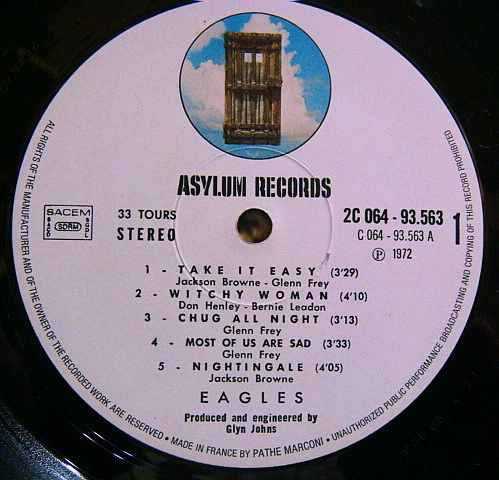 ASYLUM RECORDS
SACEM
SACD SDRM SGDL
33 TOURS
STEREO
2C 064 - 93.563
C 064 - 93.563 A
1
Ⓟ 1972
1 - TAKE IT EASY (3'29)
Jackson Browne - Glenn Frey
2 - WITCHY WOMAN (4'10)
Don Henley - Bernie Leadon
3 - CHUG ALL NIGHT (3'13)
Glenn Frey
4 - MOST OF US ARE SAD (3'33)
Glenn Frey
5 - NIGHTINGALE (4'05)
Jackson Browne
EAGLES
Produced and engineered by
Glyn Johns
ALL RIGHTS OF THE MANUFACTURER AND OF THE OWNER OF THE RECORDED WORK ARE RESERVED • MADE IN FRANCE BY PATHE MARCONI • UNAUTHORIZED PUBLIC PERFORMANCE BROADCASTING AND COPYING OF THIS RECORD PROHIBITED